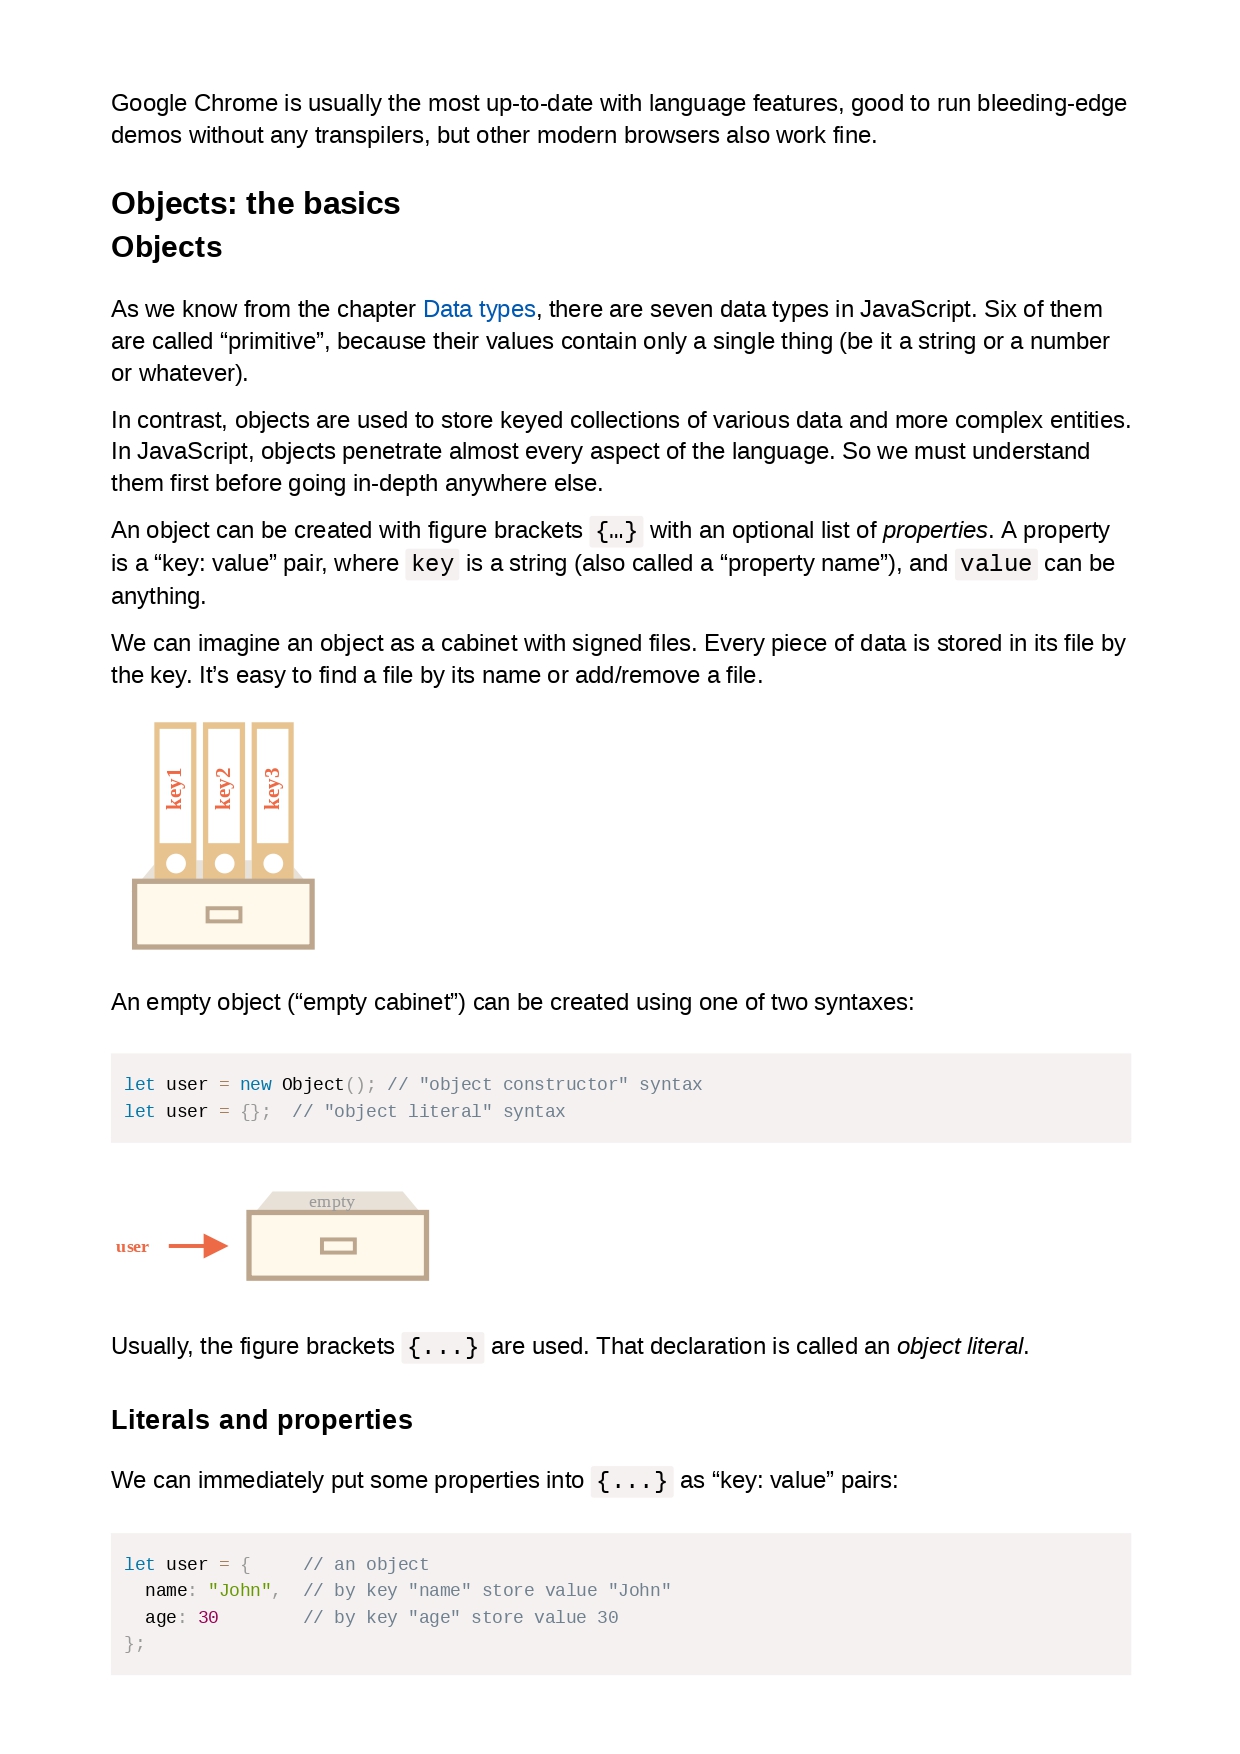 Google Chrome is usually the most up-to-date with language features, good to run bleeding-edge
demos without any transpilers, but other modern browsers also work fine.
Objects: the basics
Objects
As we know from the chapter Data types, there are seven data types in JavaScript. Six of them
are called “primitive”, because their values contain only a single thing (be it a string or a number
or whatever).
In contrast, objects are used to store keyed collections of various data and more complex entities.
In JavaScript, objects penetrate almost every aspect of the language. So we must understand
them first before going in-depth anywhere else.
An object can be created with figure brackets {…} with an optional list of properties. A property
is a “key: value” pair, where key is a string (also called a “property name”), and value can be
anything.
We can imagine an object as a cabinet with signed files. Every piece of data is stored in its file by
the key. It’s easy to find a file by its name or add/remove a file.
key1 key2 key3
An empty object (“empty cabinet”) can be created using one of two syntaxes:
let user = new Object(); // "object constructor" syntax
let user = {};  // "object literal" syntax
empty
user
Usually, the figure brackets {...} are used. That declaration is called an object literal.
Literals and properties
We can immediately put some properties into {...} as “key: value” pairs:
let user = {     // an object
  name: "John",  // by key "name" store value "John"
  age: 30        // by key "age" store value 30
};